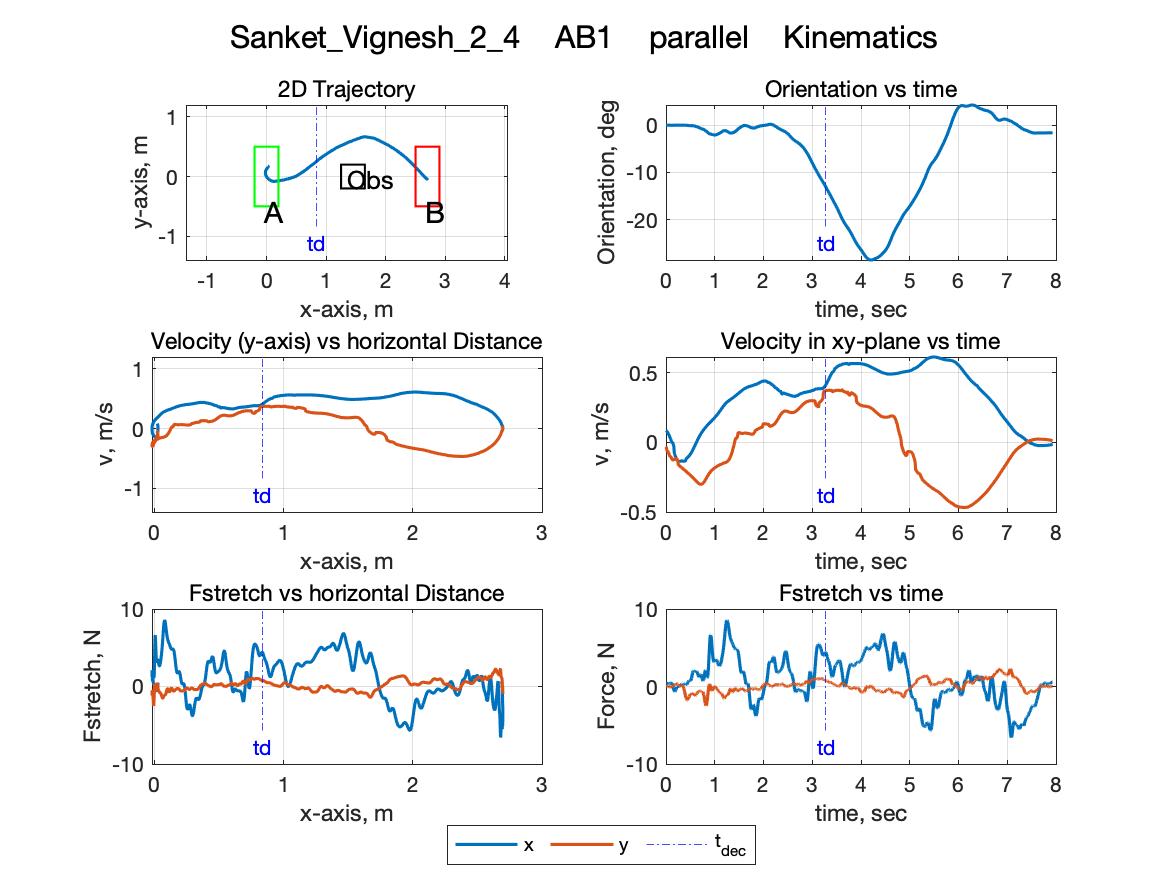 Sanket_Vignesh_2_4 AB1 parallel Kinematics
2D Trajectory
y-axis, m
1
0
-1
A
Obs
B
td
-1 0 1 2 3 4
x-axis, m
Orientation vs time
Orientation, deg
0
-10
-20
td
0 1 2 3 4 5 6 7 8
time, sec
Velocity (y-axis) vs horizontal Distance
v, m/s
1
0
-1
td
0 1 2 3
x-axis, m
Velocity in xy-plane vs time
v, m/s
0.5
0
-0.5
td
0 1 2 3 4 5 6 7 8
time, sec
Fstretch vs horizontal Distance
Fstretch, N
10
0
-10
td
0 1 2 3
x-axis, m
Fstretch vs time
Force, N
10
0
-10
td
0 1 2 3 4 5 6 7 8
time, sec
x y t_dec